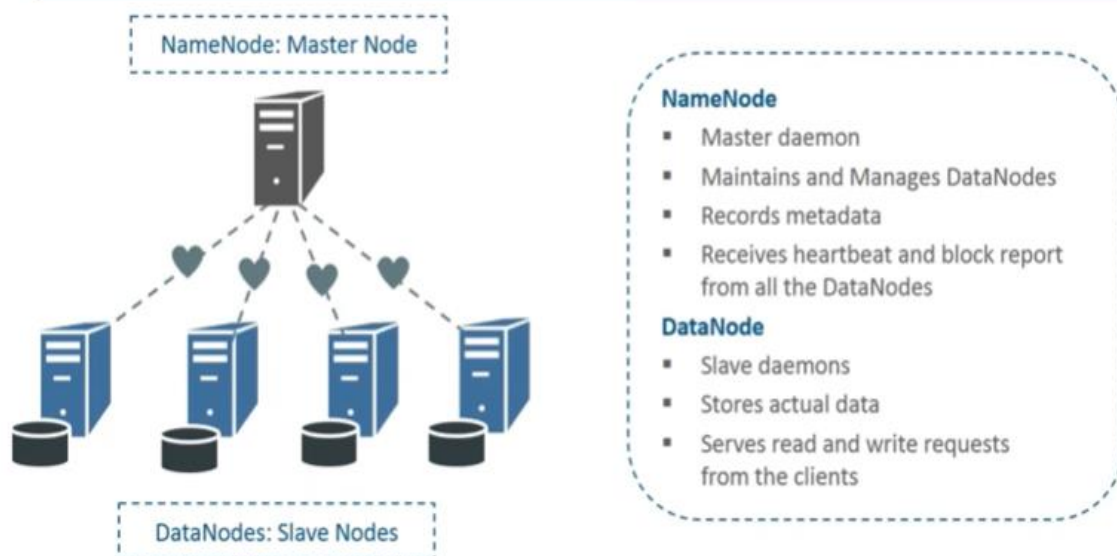 NameNode: Master Node
NameNode
▪ Master daemon
▪ Maintains and Manages DataNodes
▪ Records metadata
▪ Receives heartbeat and block report
from all the DataNodes
DataNode
▪ Slave daemons
▪ Stores actual data
▪ Serves read and write requests
from the clients
DataNodes: Slave Nodes